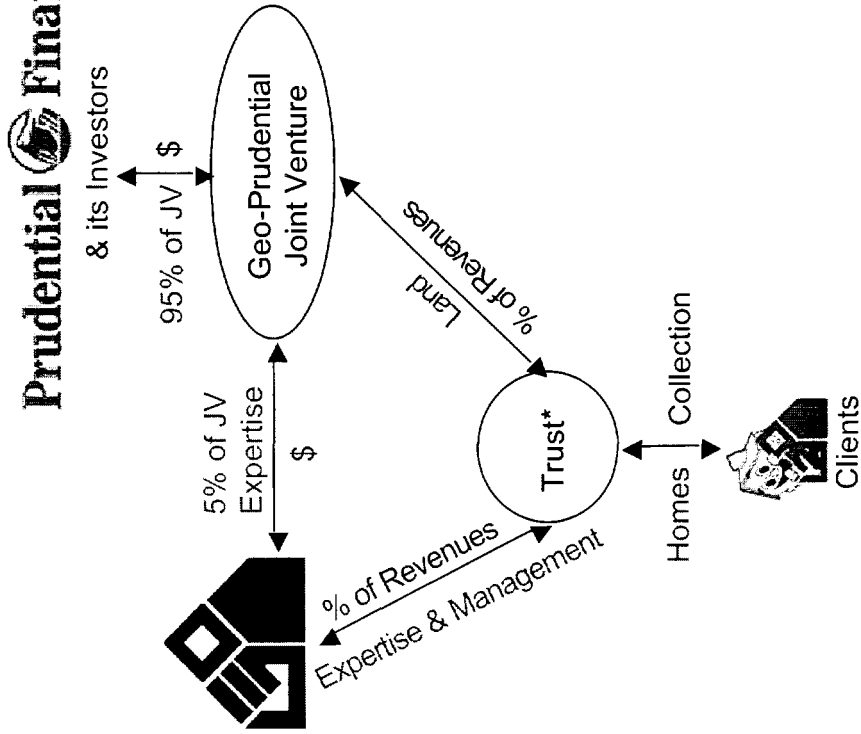 Prudential Fina
& its Investors
95% of JV $
Geo-Prudential
Joint Venture
5% of JV
Expertise
$
Land
% of Revenues
% of Revenues
Expertise & Management
Trust*
Homes Collection
Clients